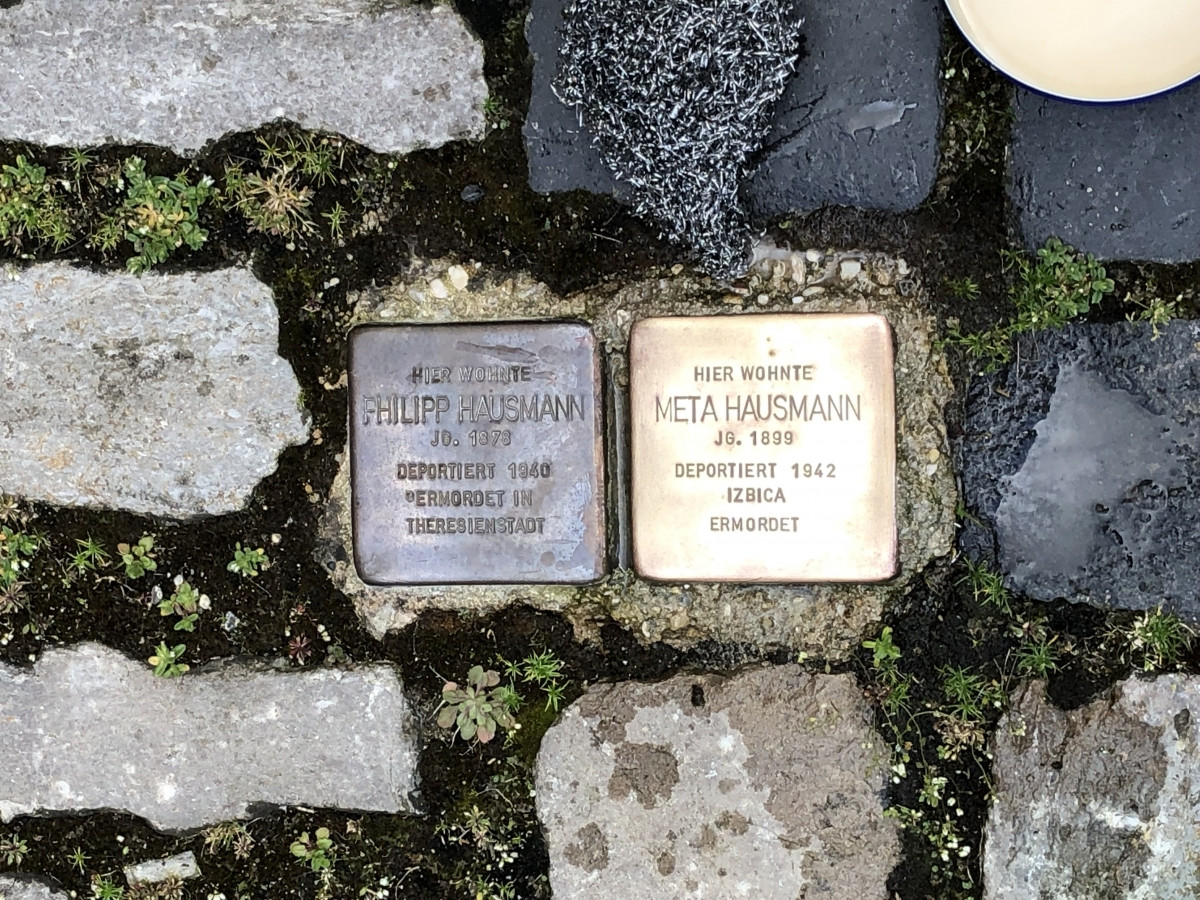 HIER WOHNTE
PHILIPP HAUSMANN
JG. 1878
DEPORTIERT 1940
ERMORDET IN
THERESIENSTADT
HIER WOHNTE
META HAUSMANN
JG. 1899
DEPORTIERT 1942
IZBICA
ERMORDET